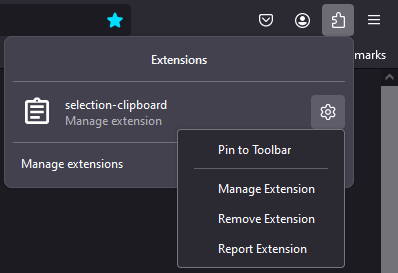 marks
Extensions
selection-clipboard
Manage extension
Manage extensions
Pin to Toolbar
Manage Extension
Remove Extension
Report Extension